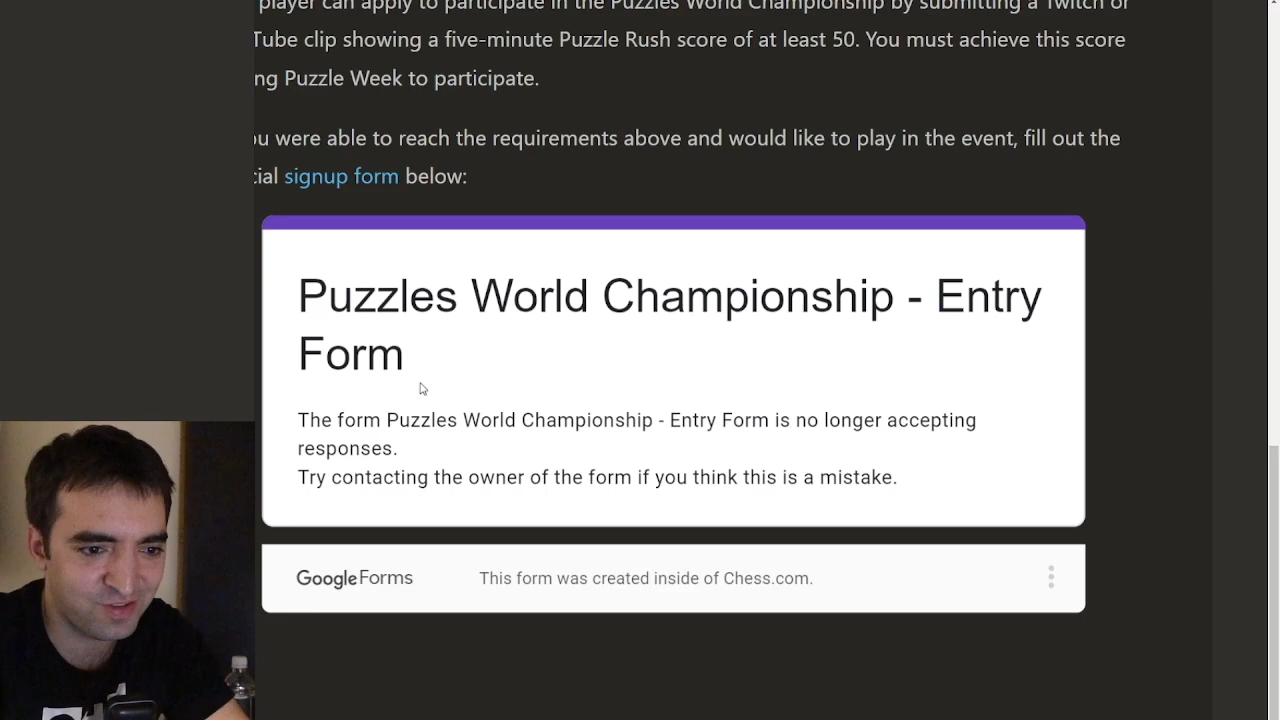 player can apply to participate in the Puzzles World Championship by submitting a Twitch or
Tube clip showing a five-minute Puzzle Rush score of at least 50. You must achieve this score
ng Puzzle Week to participate.
ou were able to reach the requirements above and would like to play in the event, fill out the
cial signup form below:
Puzzles World Championship - Entry
Form
The form Puzzles World Championship - Entry Form is no longer accepting
responses.
Try contacting the owner of the form if you think this is a mistake.
Google Forms This form was created inside of Chess.com.